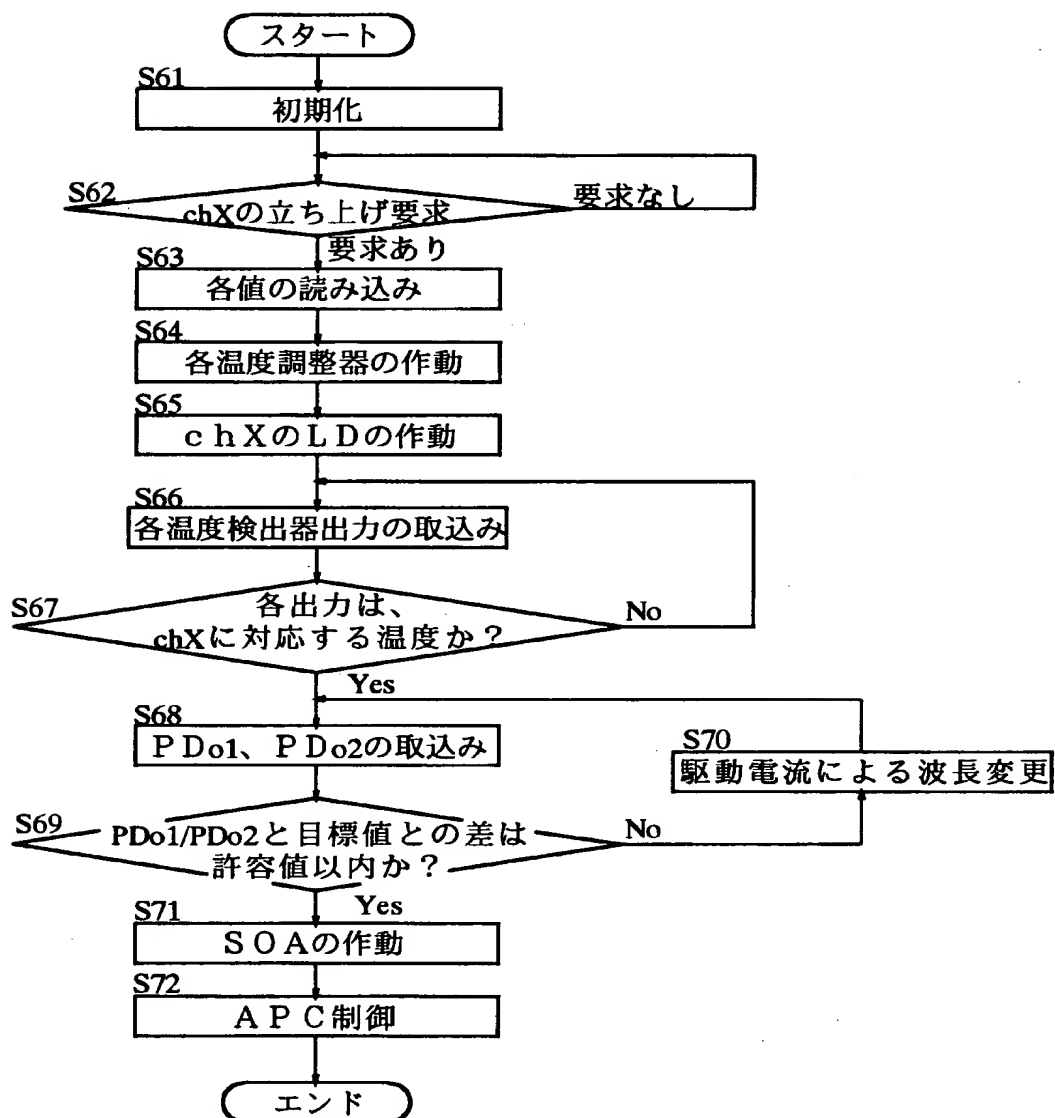 スタート
S61
初期化
S62
chXの立ち上げ要求
要求なし
要求あり
S63
各値の読み込み
S64
各温度調整器の作動
S65
ｃｈＸのＬＤの作動
S66
各温度検出器出力の取込み
S67
各出力は、
chXに対応する温度か？
No
Yes
S68
ＰＤo1、ＰＤo2の取込み
S70
駆動電流による波長変更
S69
PDo1/PDo2と目標値との差は
許容値以内か？
No
Yes
S71
ＳＯＡの作動
S72
ＡＰＣ制御
エンド